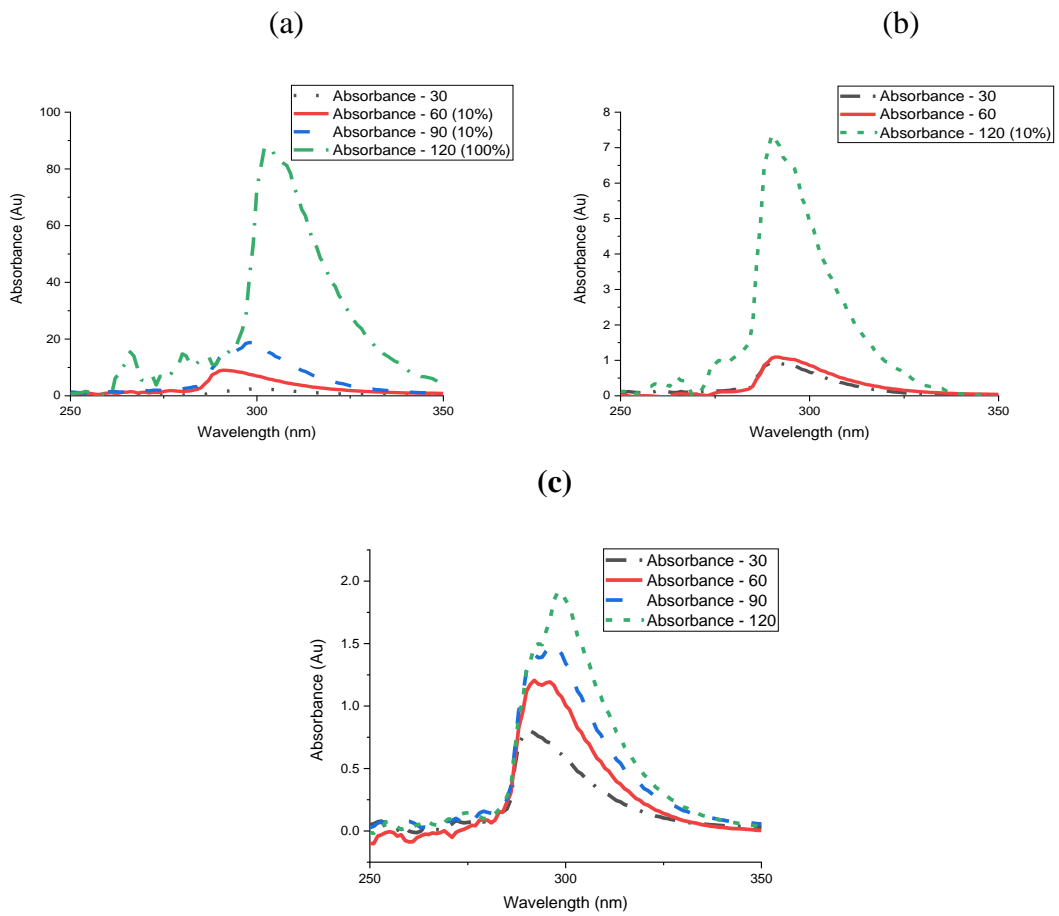 (a)
(b)
Absorbance - 30
Absorbance - 60 (10%)
Absorbance - 90 (10%)
Absorbance - 120 (100%)
100
80
60
40
20
0
250
300
350
Absorbance (Au)
Wavelength (nm)
Absorbance - 30
Absorbance - 60
Absorbance - 120 (10%)
8
7
6
5
4
3
2
1
0
250
300
350
Absorbance (Au)
Wavelength (nm)
(c)
Absorbance - 30
Absorbance - 60
Absorbance - 90
Absorbance - 120
2.0
1.5
1.0
0.5
0.0
250
300
350
Absorbance (Au)
Wavelength (nm)